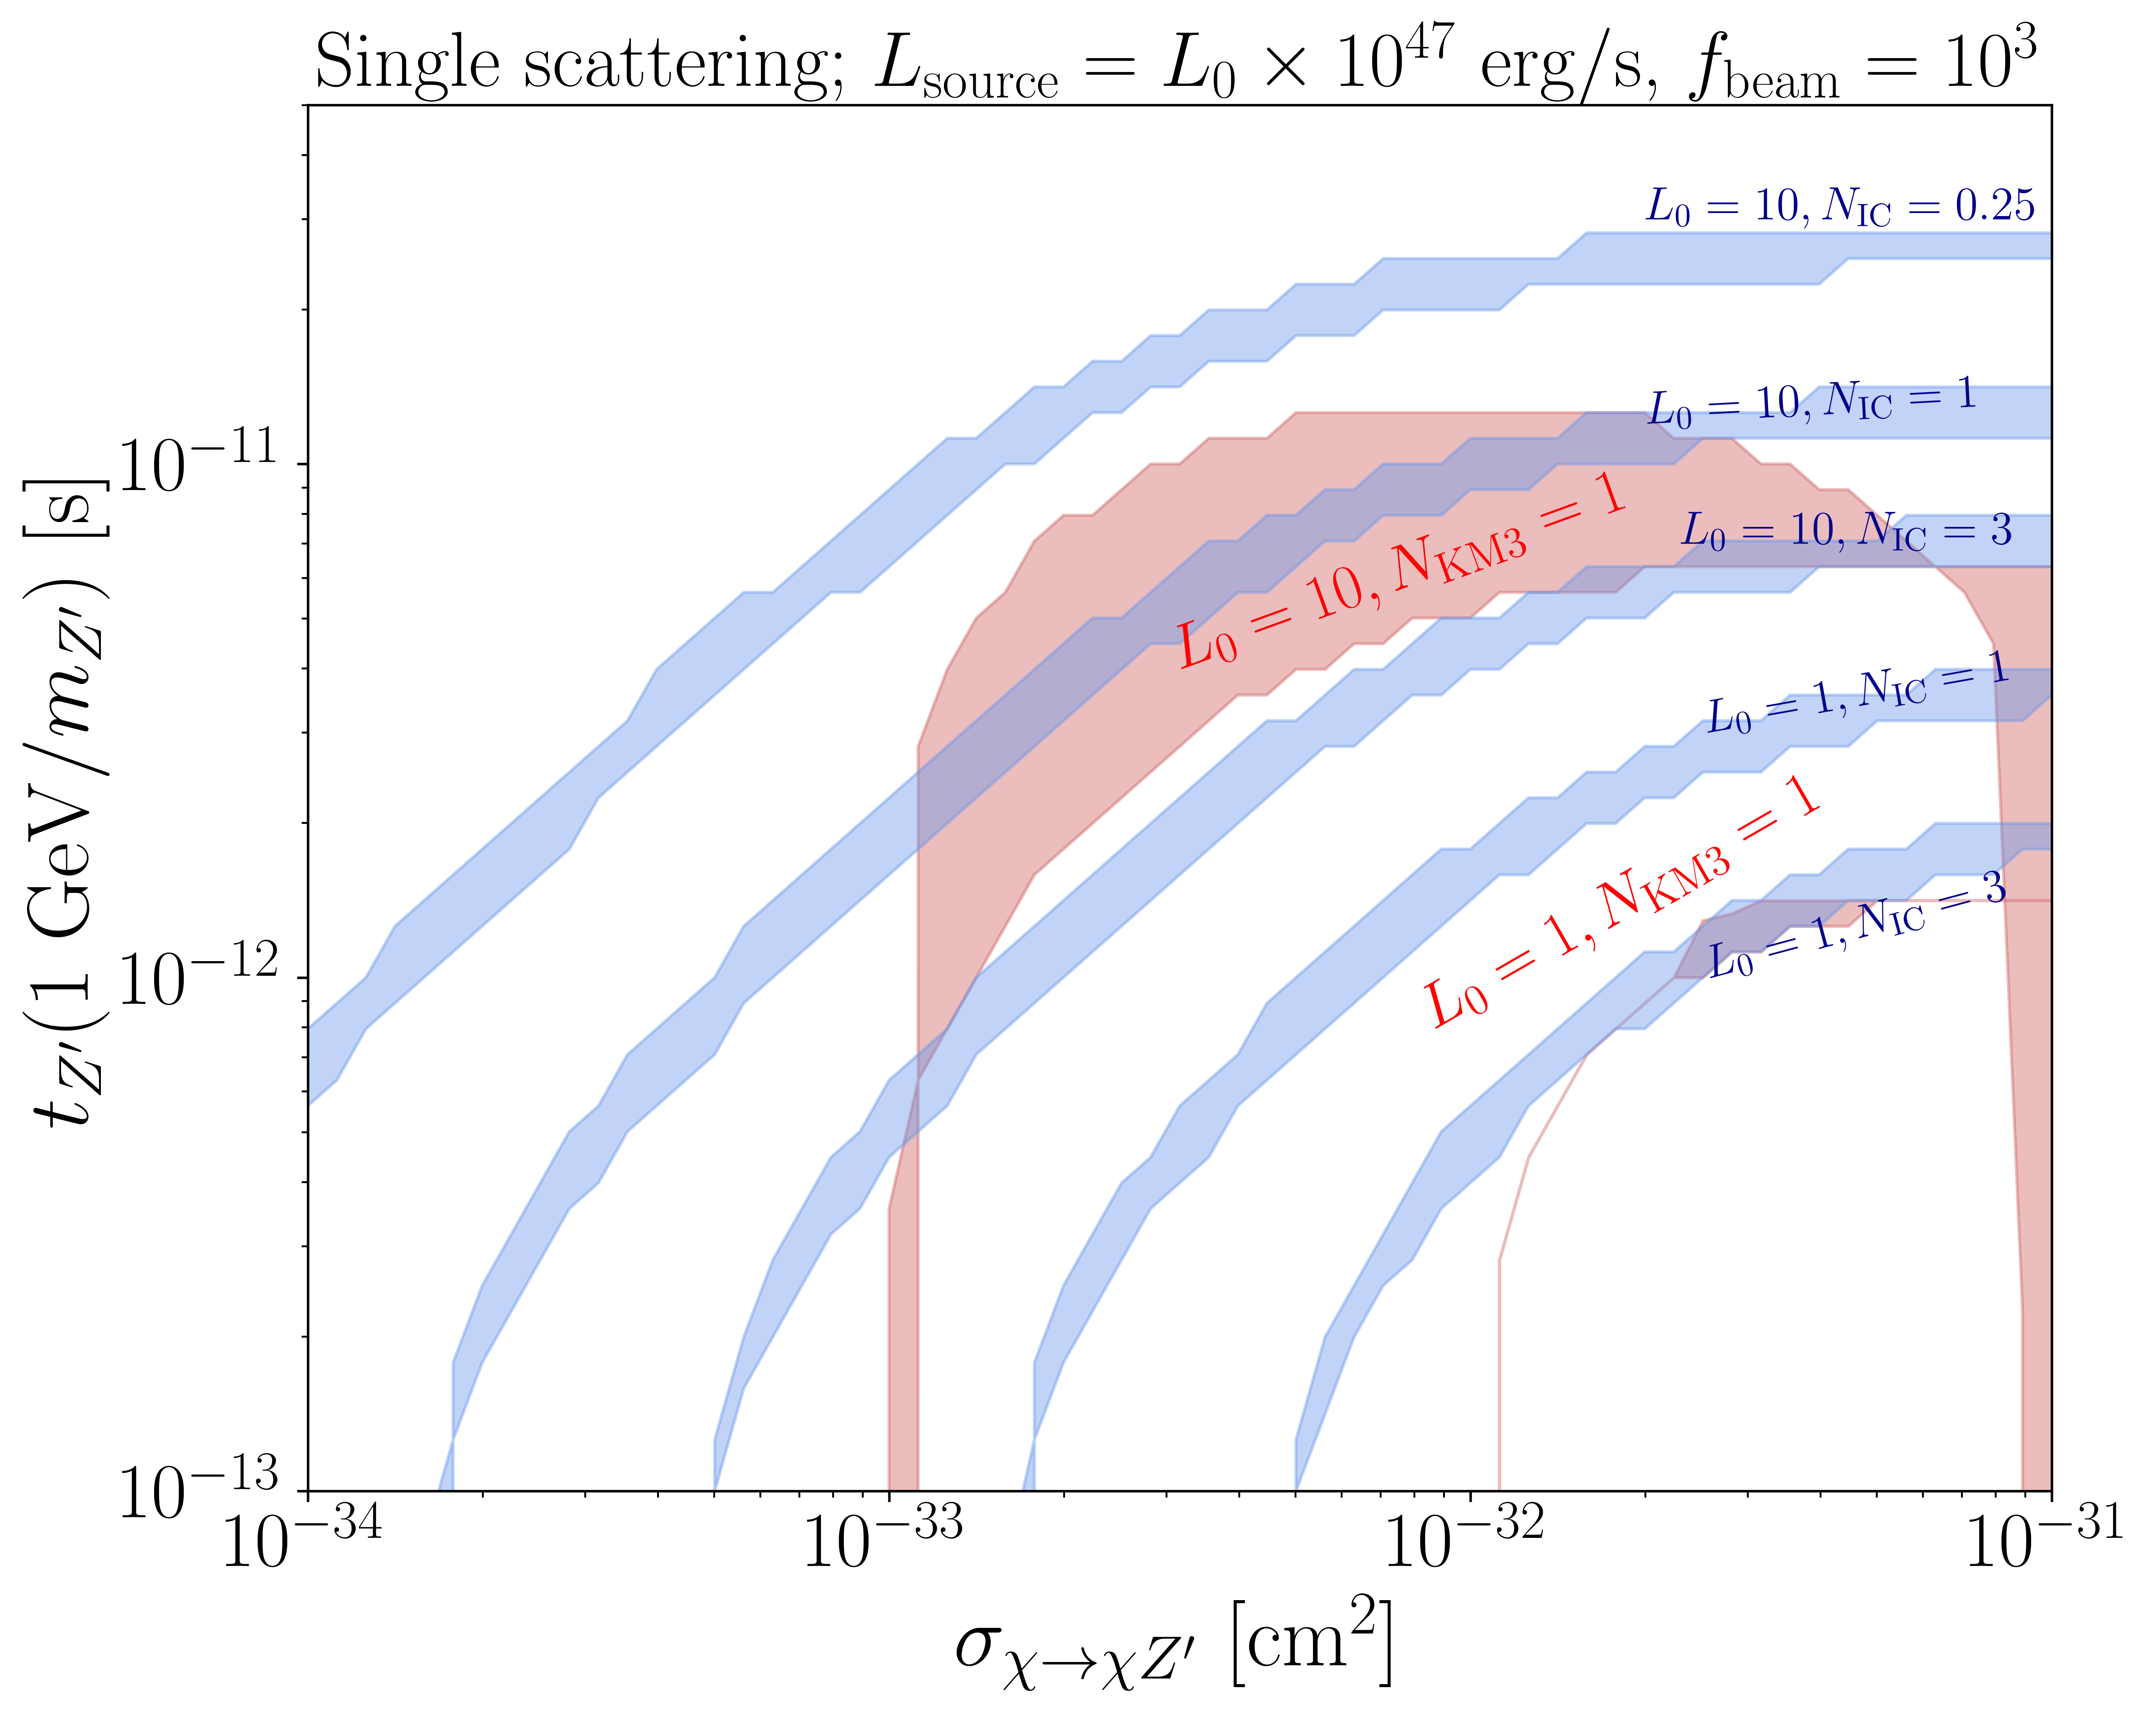 Single scattering; L_source = L_0 × 10^47 erg/s, f_beam = 10^3
t_Z′(1 GeV/m_Z′) [s]
10^−11
10^−12
10^−13
L_0 = 10, N_IC = 0.25
L_0 = 10, N_IC = 1
L_0 = 10, N_KM3 = 1
L_0 = 10, N_IC = 3
L_0 = 1, N_IC = 1
L_0 = 1, N_KM3 = 1
L_0 = 1, N_IC = 3
10^−34
10^−33
10^−32
10^−31
σ_χ→χZ′ [cm^2]